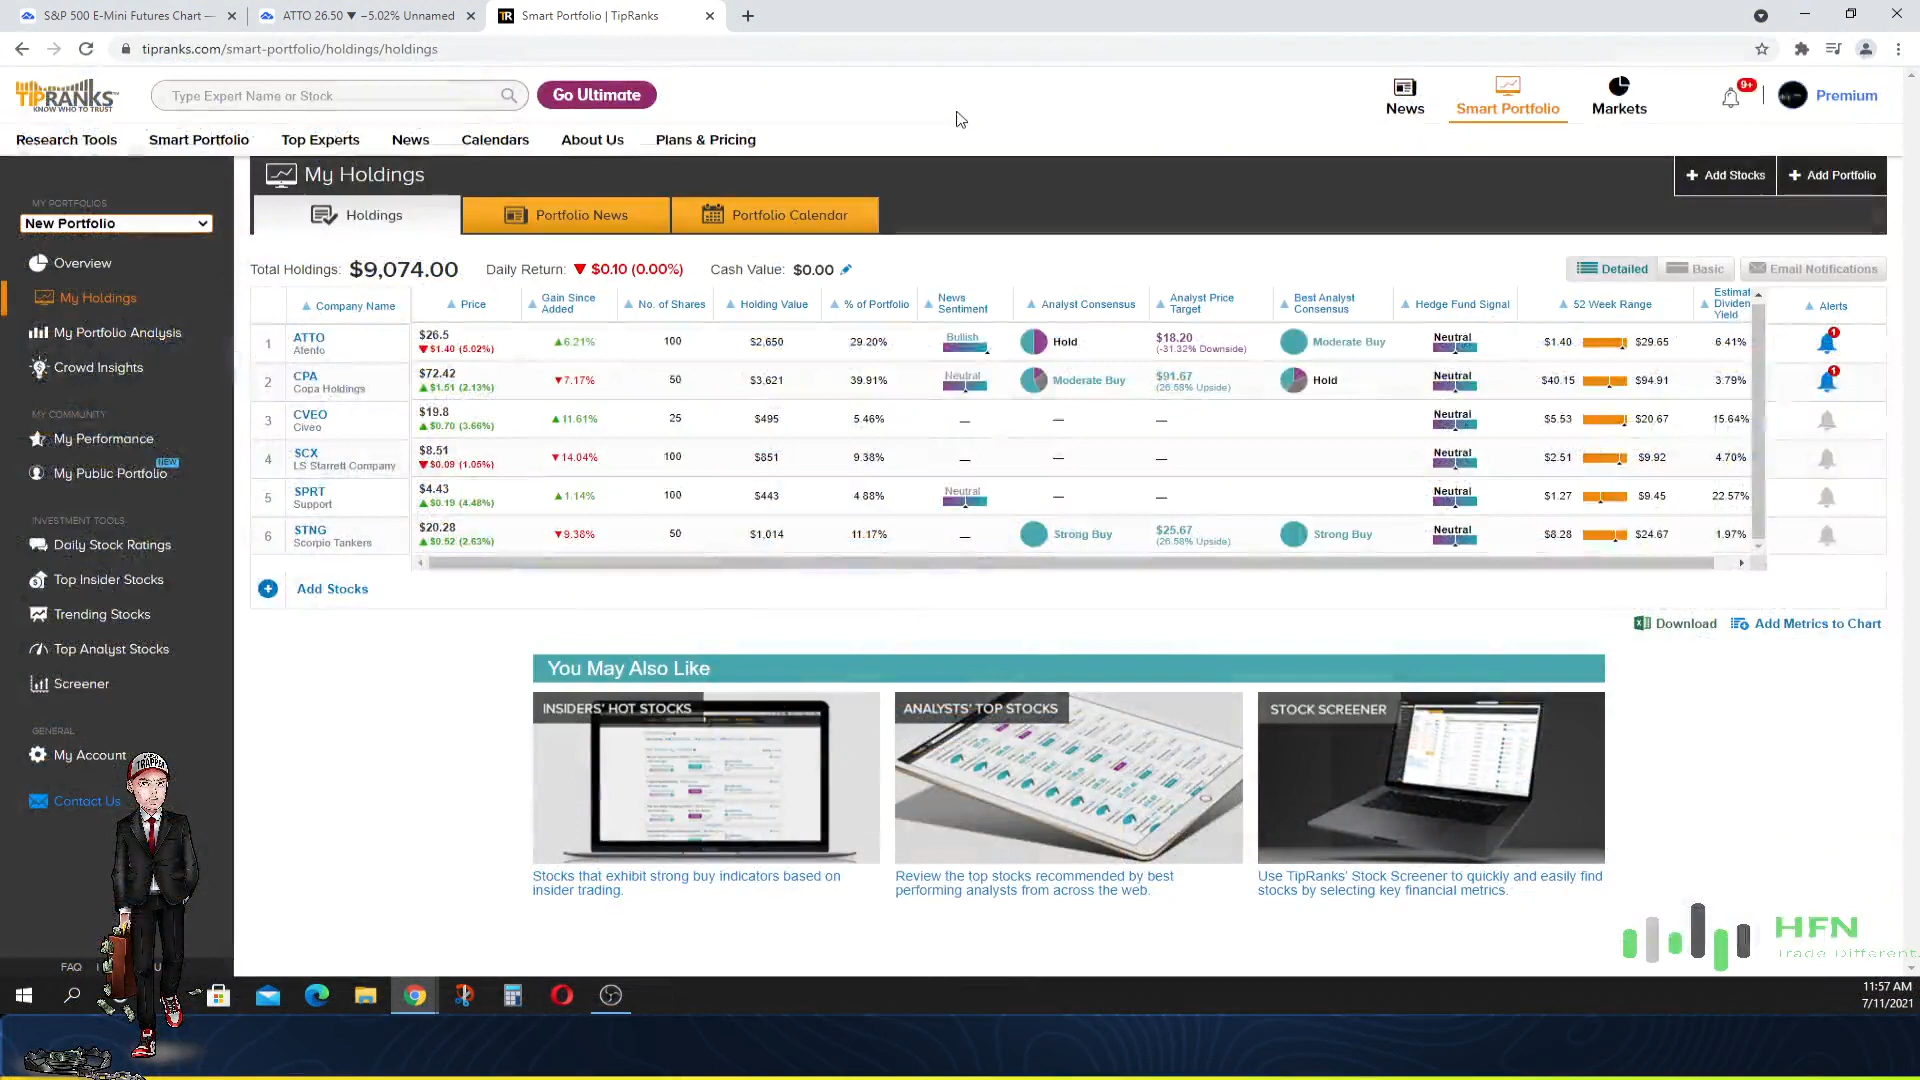 S&P 500 E-Mini Futures Chart —
ATTO 26.50 ▼ −5.02% Unnamed
Smart Portfolio | TipRanks
tipranks.com/smart-portfolio/holdings/holdings
TIPRANKS
KNOW WHO TO TRUST
Type Expert Name or Stock
Go Ultimate
News
Smart Portfolio
Markets
9+
Premium
Research Tools
Smart Portfolio
Top Experts
News
Calendars
About Us
Plans & Pricing
My Holdings
+ Add Stocks
+ Add Portfolio
MY PORTFOLIOS
New Portfolio
Overview
My Holdings
My Portfolio Analysis
Crowd Insights
MY COMMUNITY
My Performance
My Public Portfolio
NEW
INVESTMENT TOOLS
Daily Stock Ratings
Top Insider Stocks
Trending Stocks
Top Analyst Stocks
Screener
GENERAL
My Account
Contact Us
FAQ
Holdings
Portfolio News
Portfolio Calendar
Total Holdings: $9,074.00 Daily Return: ▼ $0.10 (0.00%) Cash Value: $0.00
Detailed
Basic
Email Notifications
Company Name
Price
Gain Since Added
No. of Shares
Holding Value
% of Portfolio
News Sentiment
Analyst Consensus
Analyst Price Target
Best Analyst Consensus
Hedge Fund Signal
52 Week Range
Estimat Dividen Yield
Alerts
1 ATTO Atento $26.5 ▼$1.40 (5.02%) ▲6.21% 100 $2,650 29.20% Bullish Hold $18.20 (-31.32% Downside) Moderate Buy Neutral $1.40 $29.65 6.41% 1
2 CPA Copa Holdings $72.42 ▲$1.51 (2.13%) ▼7.17% 50 $3,621 39.91% Neutral Moderate Buy $91.67 (26.58% Upside) Hold Neutral $40.15 $94.91 3.79% 1
3 CVEO Civeo $19.8 ▲$0.70 (3.66%) ▲11.61% 25 $495 5.46% — — — Neutral $5.53 $20.67 15.64%
4 SCX LS Starrett Company $8.51 ▼$0.09 (1.05%) ▼14.04% 100 $851 9.38% — — — Neutral $2.51 $9.92 4.70%
5 SPRT Support $4.43 ▲$0.19 (4.48%) ▲1.14% 100 $443 4.88% Neutral — — Neutral $1.27 $9.45 22.57%
6 STNG Scorpio Tankers $20.28 ▲$0.52 (2.63%) ▼9.38% 50 $1,014 11.17% — Strong Buy $25.67 (26.58% Upside) Strong Buy Neutral $8.28 $24.67 1.97%
Add Stocks
Download
Add Metrics to Chart
You May Also Like
INSIDERS' HOT STOCKS
ANALYSTS' TOP STOCKS
STOCK SCREENER
Stocks that exhibit strong buy indicators based on
insider trading.
Review the top stocks recommended by best
performing analysts from across the web.
Use TipRanks' Stock Screener to quickly and easily find
stocks by selecting key financial metrics.
TRAPPER
HFN
Trade Different.
11:57 AM
7/11/2021